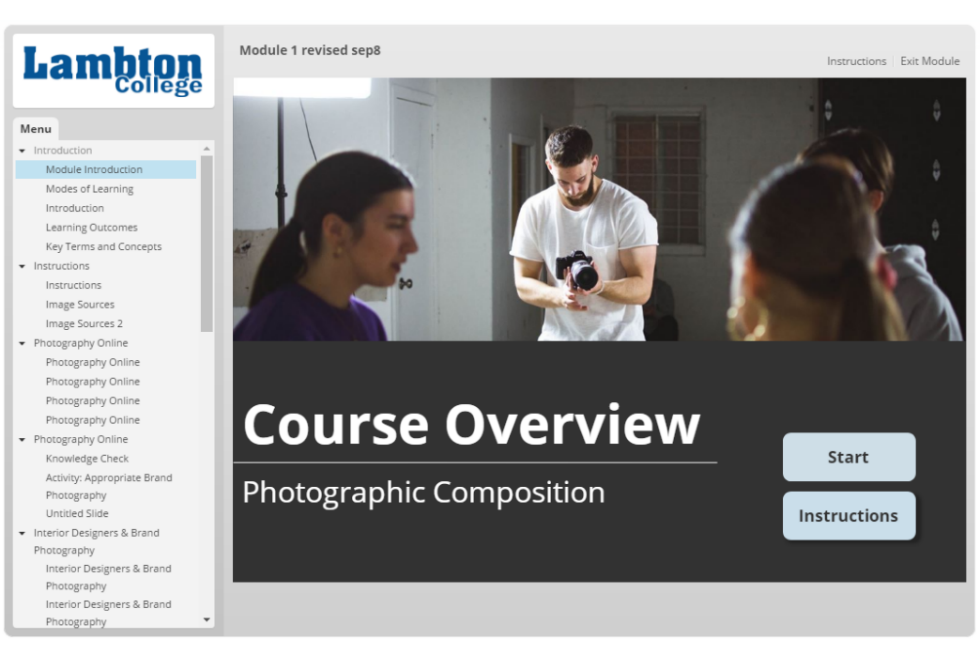 Lambton
College
Module 1 revised sep8
Instructions
Exit Module
Menu
Introduction
Module Introduction
Modes of Learning
Introduction
Learning Outcomes
Key Terms and Concepts
Instructions
Instructions
Image Sources
Image Sources 2
Photography Online
Photography Online
Photography Online
Photography Online
Photography Online
Photography Online
Knowledge Check
Activity: Appropriate Brand
Photography
Untitled Slide
Interior Designers & Brand
Photography
Interior Designers & Brand
Photography
Interior Designers & Brand
Photography
Course Overview
Photographic Composition
Start
Instructions